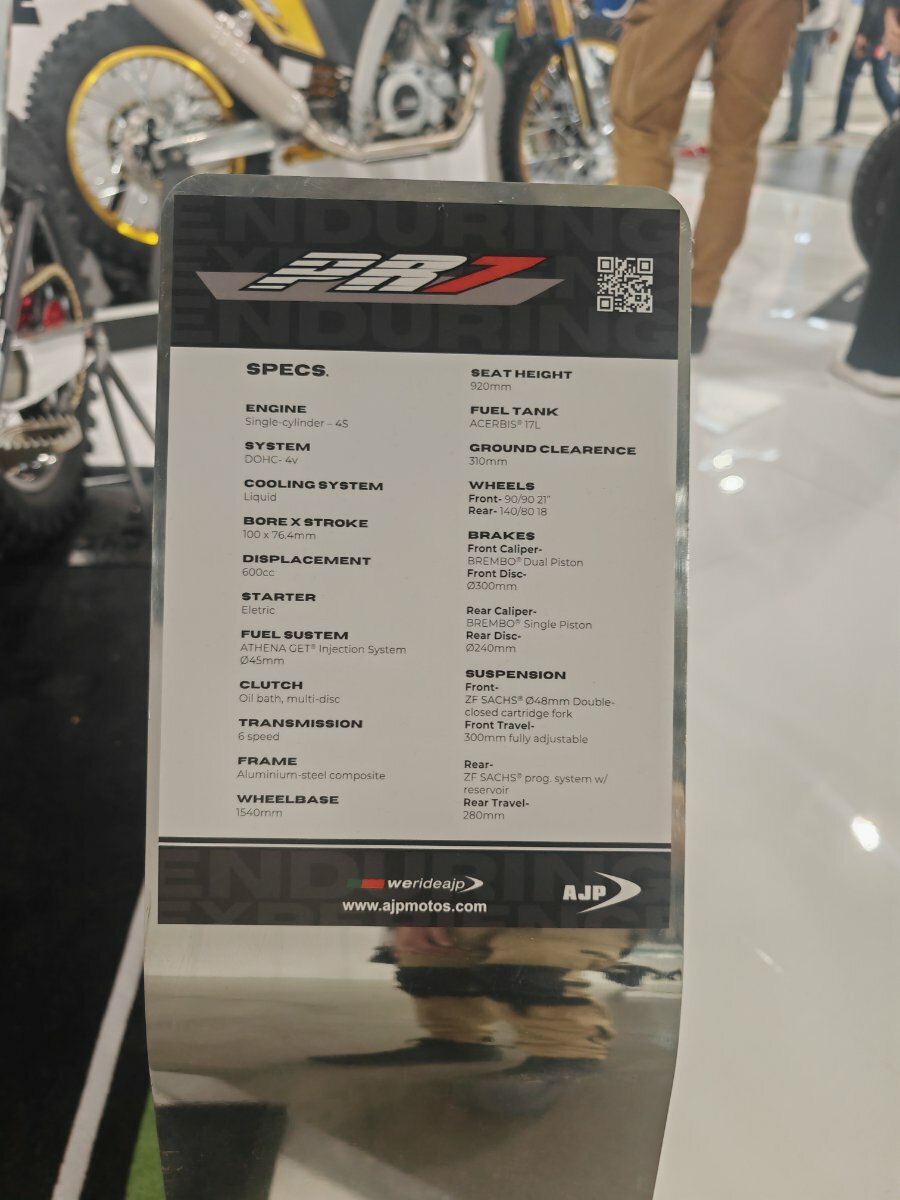 ENDURING
EXPERIENCE
ENDURING
PR7
SPECS.
ENGINE
Single-cylinder – 4S
SYSTEM
DOHC- 4v
COOLING SYSTEM
Liquid
BORE X STROKE
100 x 76.4mm
DISPLACEMENT
600cc
STARTER
Eletric
FUEL SUSTEM
ATHENA GET® Injection System
Ø45mm
CLUTCH
Oil bath, multi-disc
TRANSMISSION
6 speed
FRAME
Aluminium-steel composite
WHEELBASE
1540mm
SEAT HEIGHT
920mm
FUEL TANK
ACERBIS® 17L
GROUND CLEARENCE
310mm
WHEELS
Front- 90/90 21"
Rear- 140/80 18
BRAKES
Front Caliper-
BREMBO® Dual Piston
Front Disc-
Ø300mm
Rear Caliper-
BREMBO® Single Piston
Rear Disc-
Ø240mm
SUSPENSION
Front-
ZF SACHS® Ø48mm Double-
closed cartridge fork
Front Travel-
300mm fully adjustable
Rear-
ZF SACHS® prog. system w/
reservoir
Rear Travel-
280mm
ENDURING
EXPERIENCE
werideajp
www.ajpmotos.com
AJP